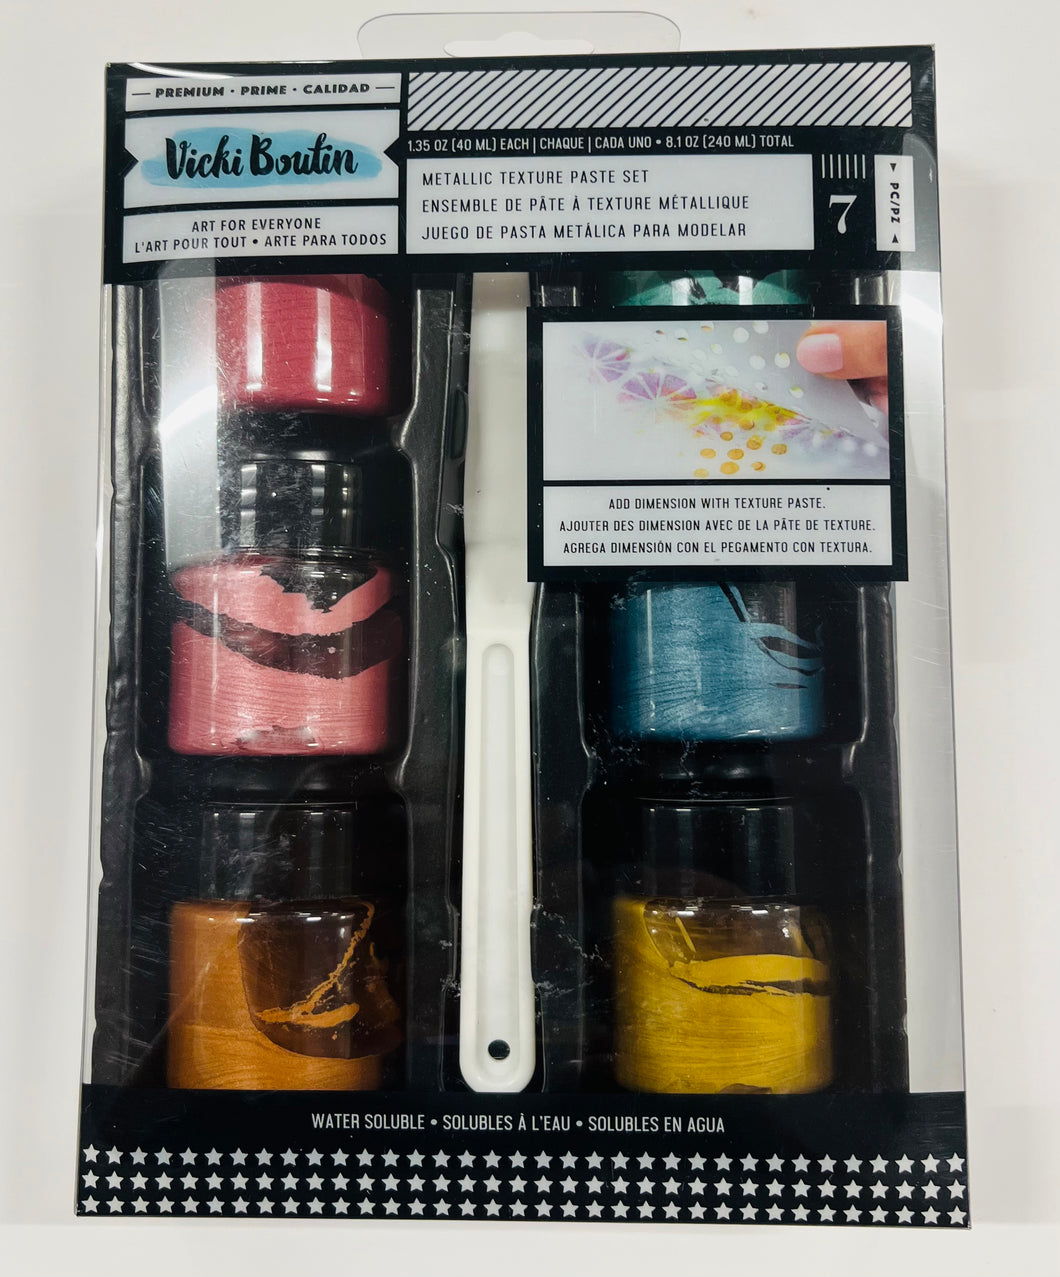 PREMIUM · PRIME · CALIDAD
Vicki Boutin
ART FOR EVERYONE
L'ART POUR TOUT • ARTE PARA TODOS
1.35 OZ (40 ML) EACH | CHAQUE | CADA UNO • 8.1 OZ (240 ML) TOTAL
METALLIC TEXTURE PASTE SET
ENSEMBLE DE PÂTE À TEXTURE MÉTALLIQUE
JUEGO DE PASTA METÁLICA PARA MODELAR
7
PC/PZ
ADD DIMENSION WITH TEXTURE PASTE.
AJOUTER DES DIMENSION AVEC DE LA PÂTE DE TEXTURE.
AGREGA DIMENSIÓN CON EL PEGAMENTO CON TEXTURA.
WATER SOLUBLE • SOLUBLES À L'EAU • SOLUBLES EN AGUA